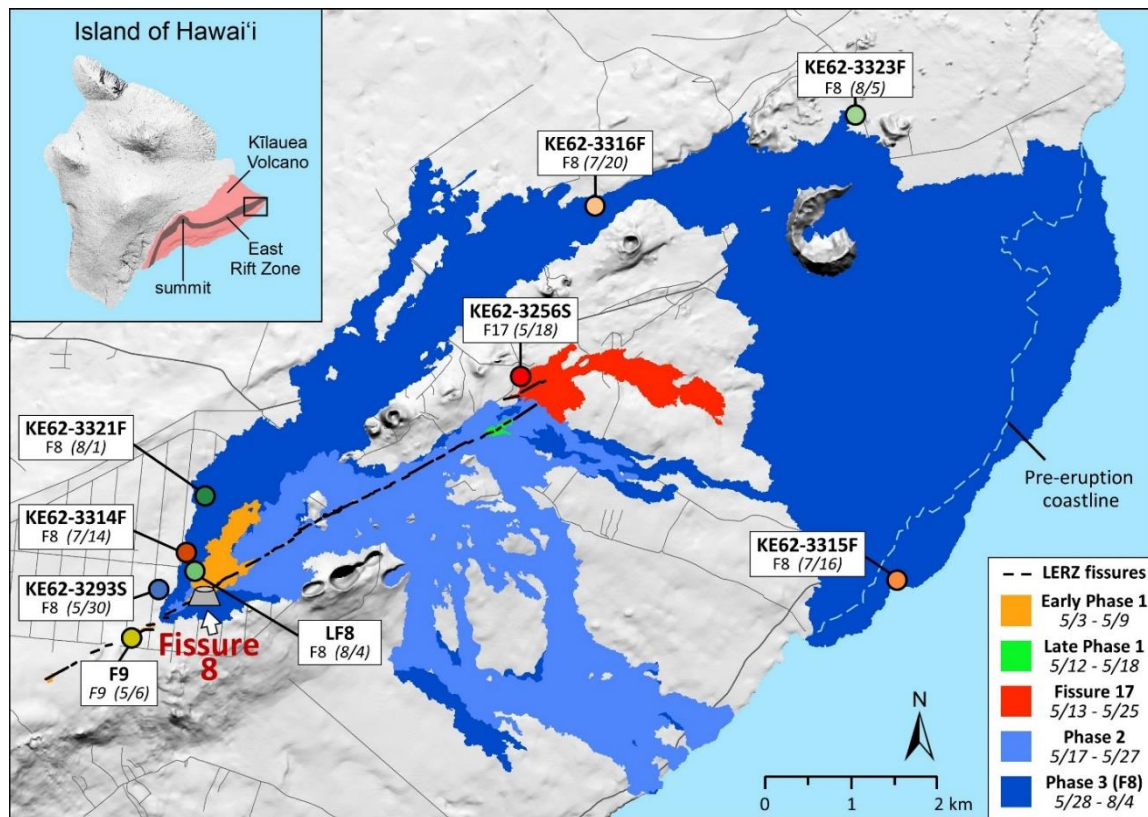 Island of Hawai‘i
Kīlauea
Volcano
East
Rift Zone
summit
KE62-3323F
F8 (8/5)
KE62-3316F
F8 (7/20)
KE62-3256S
F17 (5/18)
KE62-3321F
F8 (8/1)
KE62-3314F
F8 (7/14)
KE62-3293S
F8 (5/30)
F9
F9 (5/6)
Fissure
8
LF8
F8 (8/4)
KE62-3315F
F8 (7/16)
Pre-eruption
coastline
N
0 1 2 km
LERZ fissures
Early Phase 1
5/3 - 5/9
Late Phase 1
5/12 - 5/18
Fissure 17
5/13 - 5/25
Phase 2
5/17 - 5/27
Phase 3 (F8)
5/28 - 8/4